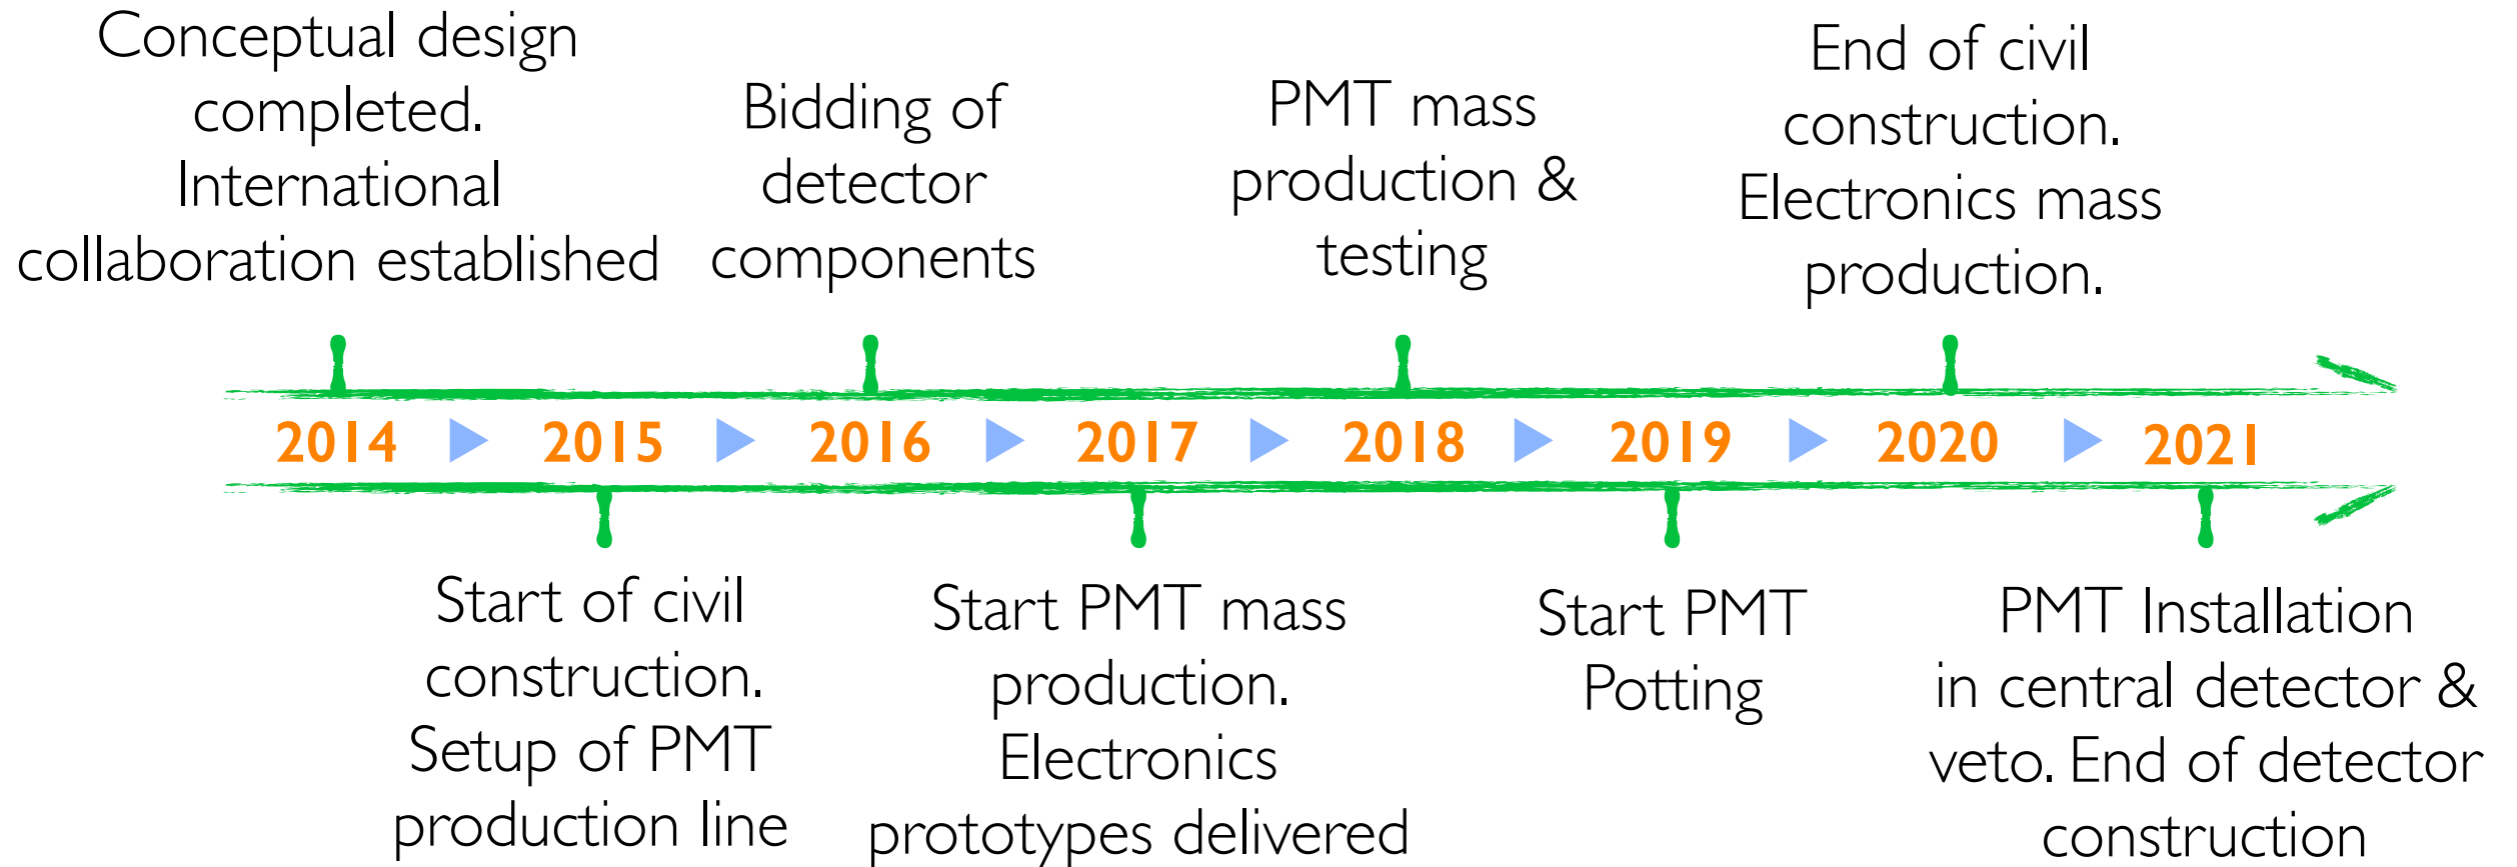 Conceptual design
completed.
International
collaboration established
Bidding of
detector
components
PMT mass
production &
testing
End of civil
construction.
Electronics mass
production.
2014
2015
2016
2017
2018
2019
2020
2021
Start of civil
construction.
Setup of PMT
production line
Start PMT mass
production.
Electronics
prototypes delivered
Start PMT
Potting
PMT Installation
in central detector &
veto. End of detector
construction